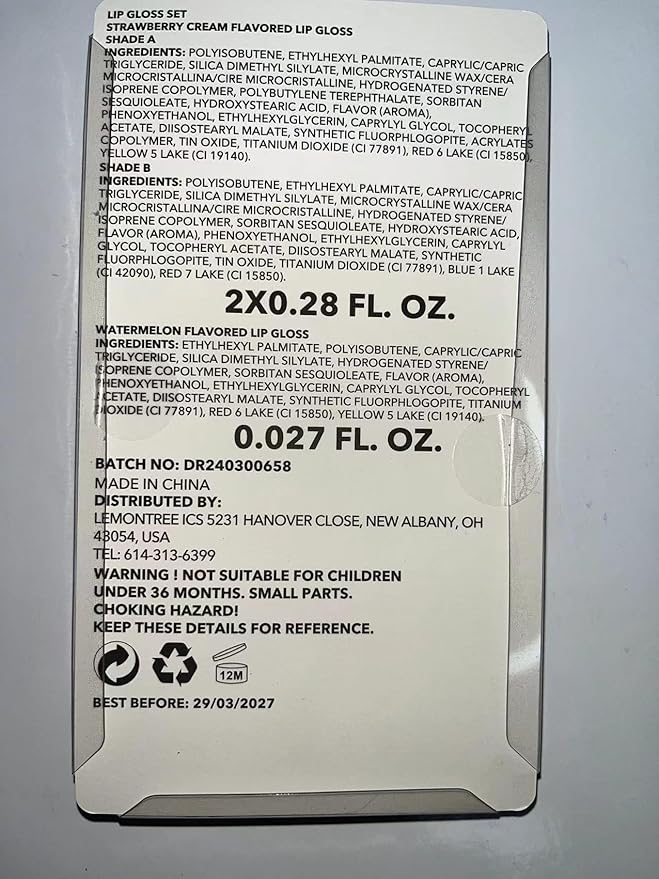 LIP GLOSS SET
STRAWBERRY CREAM FLAVORED LIP GLOSS
SHADE A
INGREDIENTS: POLYISOBUTENE, ETHYLHEXYL PALMITATE, CAPRYLIC/CAPRIC
TRIGLYCERIDE, SILICA DIMETHYL SILYLATE, MICROCRYSTALLINE WAX/CERA
MICROCRISTALLINA/CIRE MICROCRISTALLINE, HYDROGENATED STYRENE/
ISOPRENE COPOLYMER, POLYBUTYLENE TEREPHTHALATE, SORBITAN
SESQUIOLEATE, HYDROXYSTEARIC ACID, FLAVOR (AROMA),
PHENOXYETHANOL, ETHYLHEXYLGLYCERIN, CAPRYLYL GLYCOL, TOCOPHERYL
ACETATE, DIISOSTEARYL MALATE, SYNTHETIC FLUORPHLOGOPITE, ACRYLATES
COPOLYMER, TIN OXIDE, TITANIUM DIOXIDE (CI 77891), RED 6 LAKE (CI 15850),
YELLOW 5 LAKE (CI 19140).
SHADE B
INGREDIENTS: POLYISOBUTENE, ETHYLHEXYL PALMITATE, CAPRYLIC/CAPRIC
TRIGLYCERIDE, SILICA DIMETHYL SILYLATE, MICROCRYSTALLINE WAX/CERA
MICROCRISTALLINA/CIRE MICROCRISTALLINE, HYDROGENATED STYRENE/
ISOPRENE COPOLYMER, SORBITAN SESQUIOLEATE, HYDROXYSTEARIC ACID,
FLAVOR (AROMA), PHENOXYETHANOL, ETHYLHEXYLGLYCERIN, CAPRYLYL
GLYCOL, TOCOPHERYL ACETATE, DIISOSTEARYL MALATE, SYNTHETIC
FLUORPHLOGOPITE, TIN OXIDE, TITANIUM DIOXIDE (CI 77891), BLUE 1 LAKE
(CI 42090), RED 7 LAKE (CI 15850).
2X0.28 FL. OZ.
WATERMELON FLAVORED LIP GLOSS
INGREDIENTS: ETHYLHEXYL PALMITATE, POLYISOBUTENE, CAPRYLIC/CAPRIC
TRIGLYCERIDE, SILICA DIMETHYL SILYLATE, HYDROGENATED STYRENE/
ISOPRENE COPOLYMER, SORBITAN SESQUIOLEATE, FLAVOR (AROMA),
PHENOXYETHANOL, ETHYLHEXYLGLYCERIN, CAPRYLYL GLYCOL, TOCOPHERYL
ACETATE, DIISOSTEARYL MALATE, SYNTHETIC FLUORPHLOGOPITE, TITANIUM
DIOXIDE (CI 77891), RED 6 LAKE (CI 15850), YELLOW 5 LAKE (CI 19140).
0.027 FL. OZ.
BATCH NO: DR240300658
MADE IN CHINA
DISTRIBUTED BY:
LEMONTREE ICS 5231 HANOVER CLOSE, NEW ALBANY, OH
43054, USA
TEL: 614-313-6399
WARNING ! NOT SUITABLE FOR CHILDREN
UNDER 36 MONTHS. SMALL PARTS.
CHOKING HAZARD!
KEEP THESE DETAILS FOR REFERENCE.
12M
BEST BEFORE: 29/03/2027